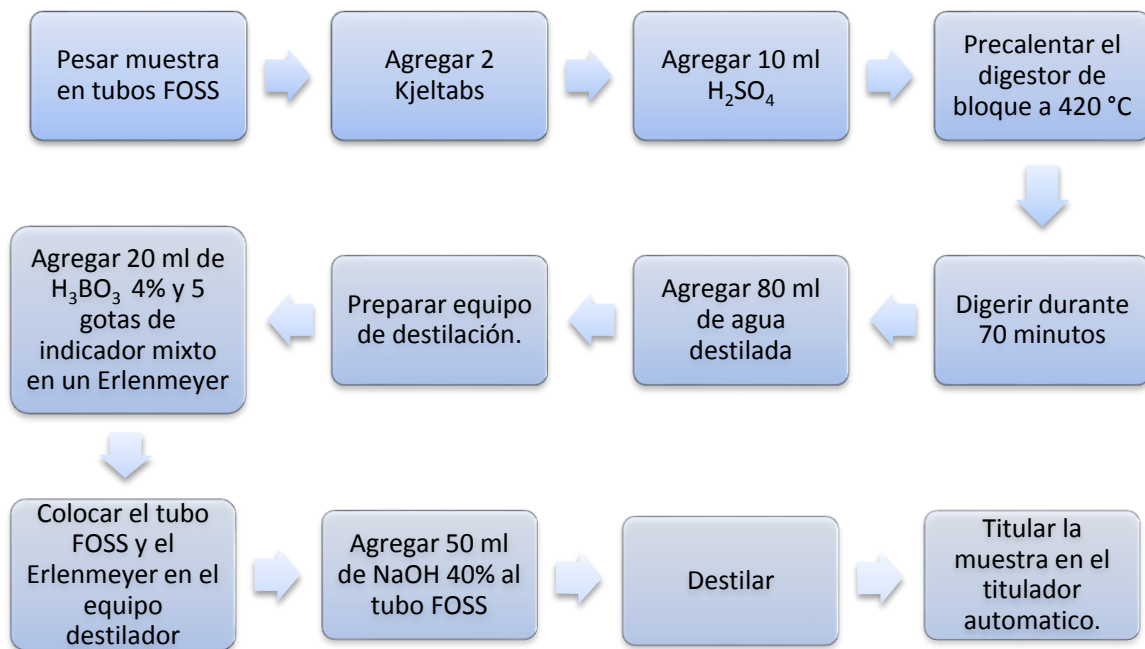 Pesar muestra
en tubos FOSS
Agregar 2
Kjeltabs
Agregar 10 ml
H₂SO₄
Precalentar el
digestor de
bloque a 420 °C
Digerir durante
70 minutos
Agregar 80 ml
de agua
destilada
Preparar equipo
de destilación.
Agregar 20 ml de
H₃BO₃ 4% y 5
gotas de
indicador mixto
en un Erlenmeyer
Colocar el tubo
FOSS y el
Erlenmeyer en el
equipo
destilador
Agregar 50 ml
de NaOH 40% al
tubo FOSS
Destilar
Titular la
muestra en el
titulador
automatico.